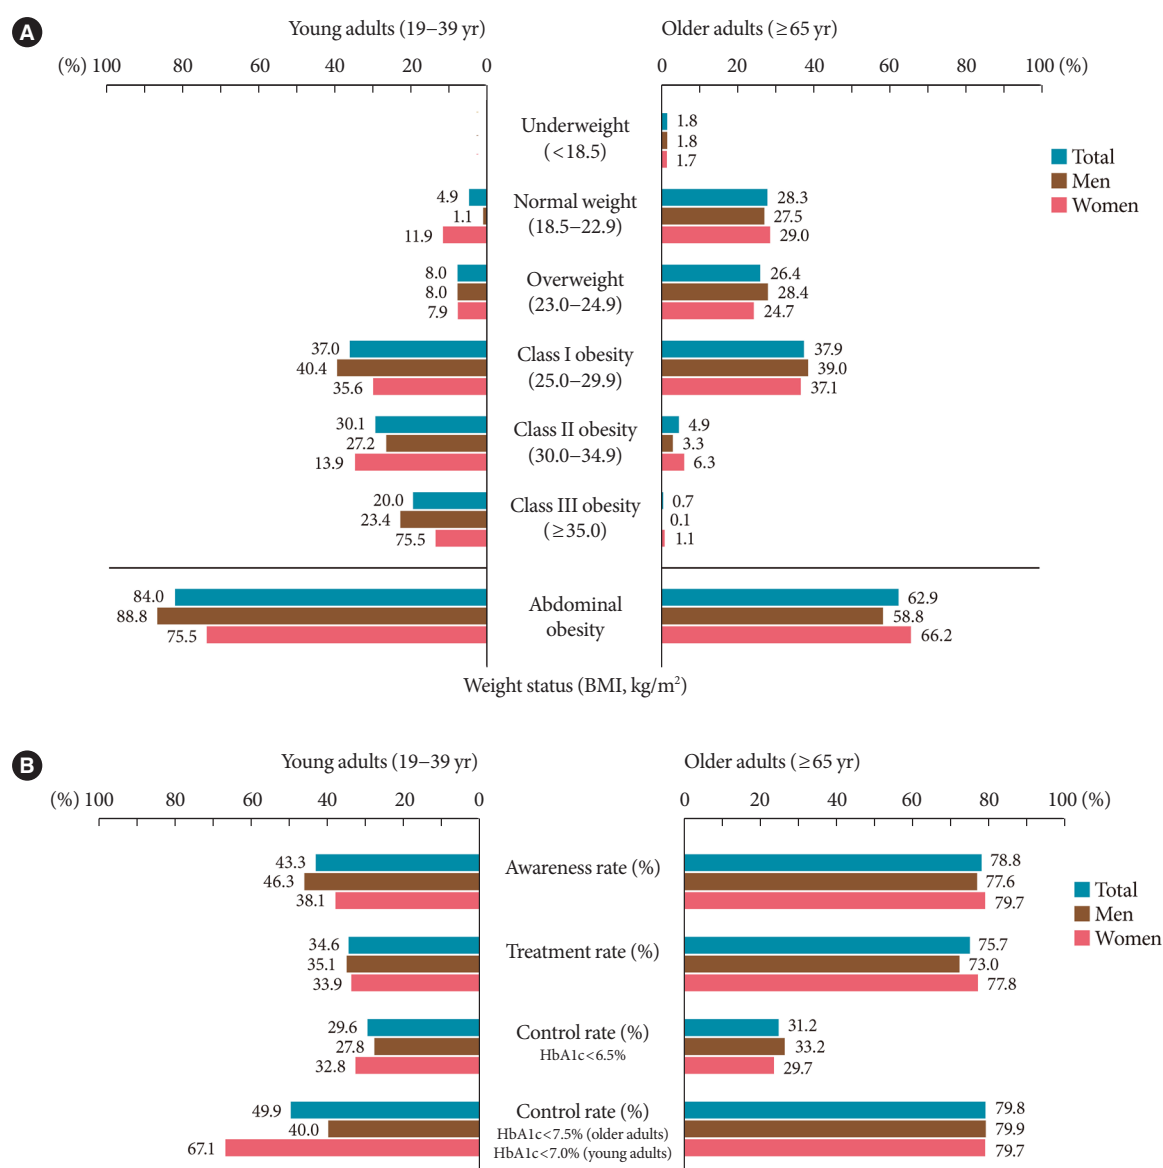 A
Young adults (19–39 yr)
Older adults (≥65 yr)
(%) 100 80 60 40 20 0
0 20 40 60 80 100 (%)
Underweight
(<18.5)
1.8
1.8
1.7
Total
Men
Women
4.9
1.1
11.9
Normal weight
(18.5–22.9)
28.3
27.5
29.0
8.0
8.0
7.9
Overweight
(23.0–24.9)
26.4
28.4
24.7
37.0
40.4
35.6
Class I obesity
(25.0–29.9)
37.9
39.0
37.1
30.1
27.2
13.9
Class II obesity
(30.0–34.9)
4.9
3.3
6.3
20.0
23.4
75.5
Class III obesity
(≥35.0)
0.7
0.1
1.1
84.0
88.8
75.5
Abdominal
obesity
62.9
58.8
66.2
Weight status (BMI, kg/m²)
B
Young adults (19–39 yr)
Older adults (≥65 yr)
(%) 100 80 60 40 20 0
0 20 40 60 80 100 (%)
43.3
46.3
38.1
Awareness rate (%)
78.8
77.6
79.7
Total
Men
Women
34.6
35.1
33.9
Treatment rate (%)
75.7
73.0
77.8
29.6
27.8
32.8
Control rate (%)
HbA1c<6.5%
31.2
33.2
29.7
49.9
40.0
67.1
Control rate (%)
HbA1c<7.5% (older adults)
HbA1c<7.0% (young adults)
79.8
79.9
79.7